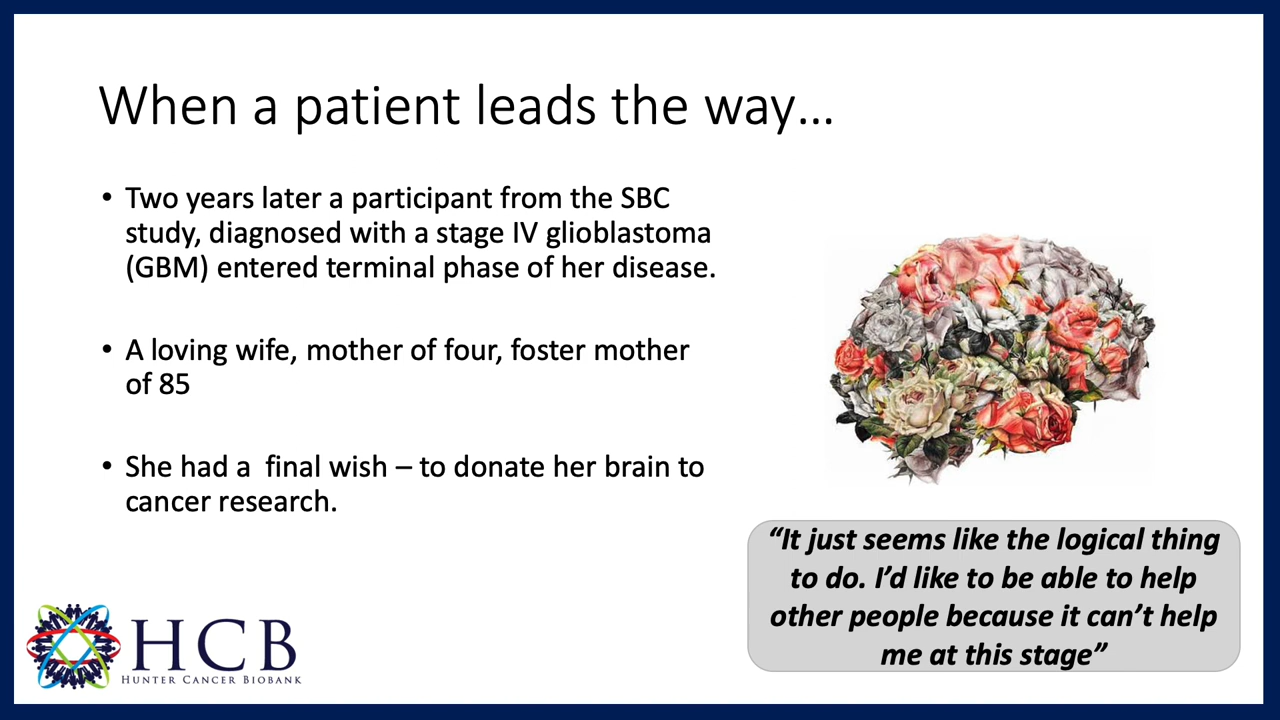 When a patient leads the way...
• Two years later a participant from the SBC
study, diagnosed with a stage IV glioblastoma
(GBM) entered terminal phase of her disease.
• A loving wife, mother of four, foster mother
of 85
• She had a  final wish – to donate her brain to
cancer research.
“It just seems like the logical thing
to do. I’d like to be able to help
other people because it can’t help
me at this stage”
HCB
HUNTER CANCER BIOBANK